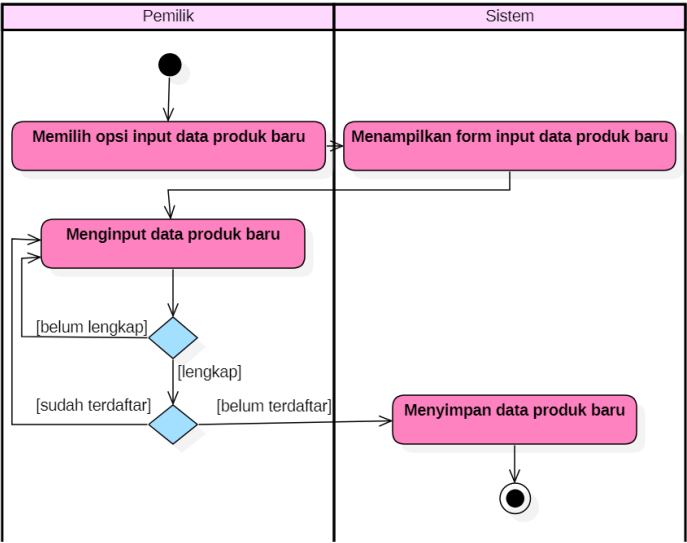 Pemilik
Sistem
Memilih opsi input data produk baru
Menampilkan form input data produk baru
Menginput data produk baru
[belum lengkap]
[lengkap]
[sudah terdaftar]
[belum terdaftar]
Menyimpan data produk baru